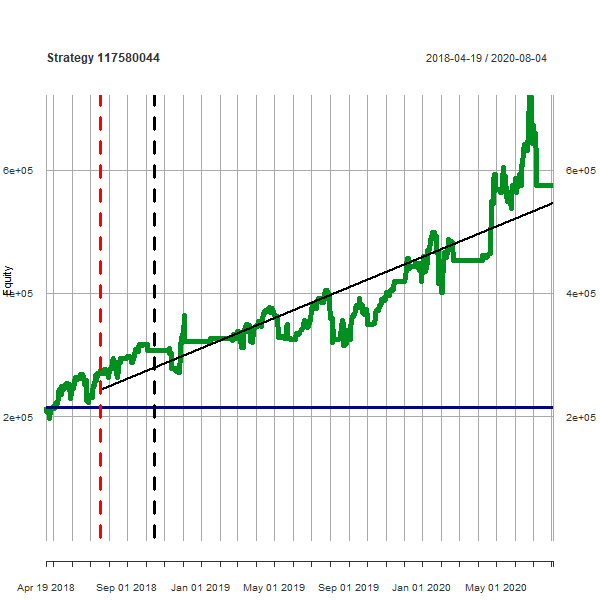 Strategy 117580044
2018-04-19 / 2020-08-04
6e+05
6e+05
Equity
4e+05
4e+05
2e+05
2e+05
Apr 19 2018
Sep 01 2018
Jan 01 2019
May 01 2019
Sep 01 2019
Jan 01 2020
May 01 2020